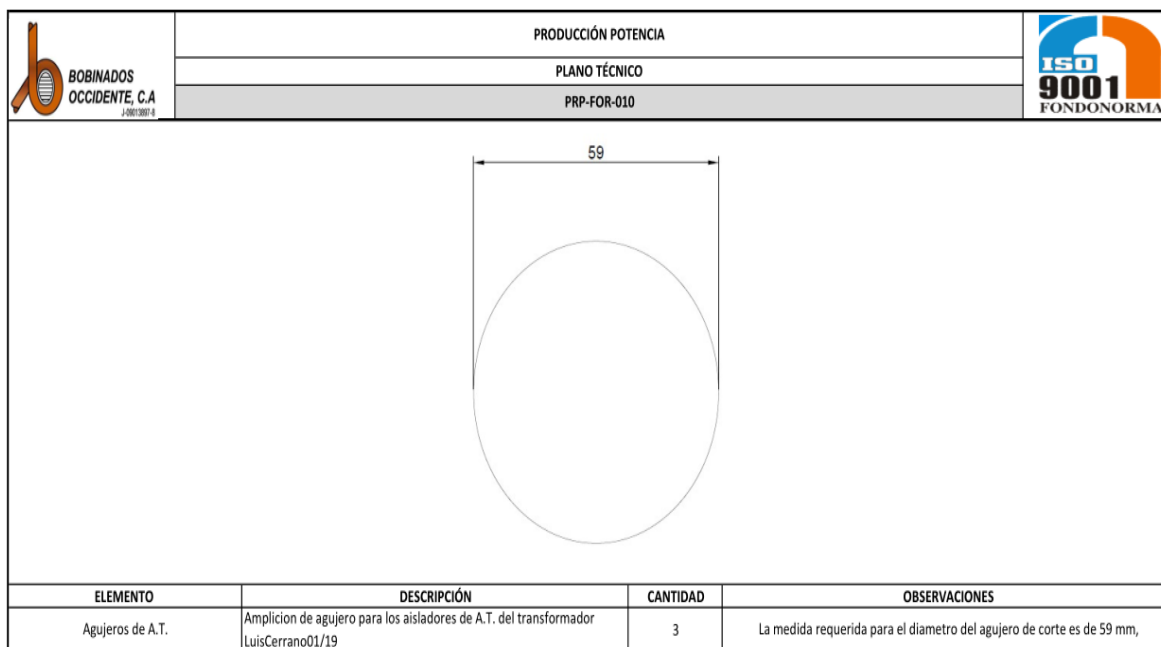 BOBINADOS
OCCIDENTE, C.A
J-09013897-8
PRODUCCIÓN POTENCIA
PLANO TÉCNICO
PRP-FOR-010
ISO
9001
FONDONORMA
59
ELEMENTO DESCRIPCIÓN CANTIDAD OBSERVACIONES
Agujeros de A.T.
Amplicion de agujero para los aisladores de A.T. del transformador
LuisCerrano01/19
3
La medida requerida para el diametro del agujero de corte es de 59 mm,